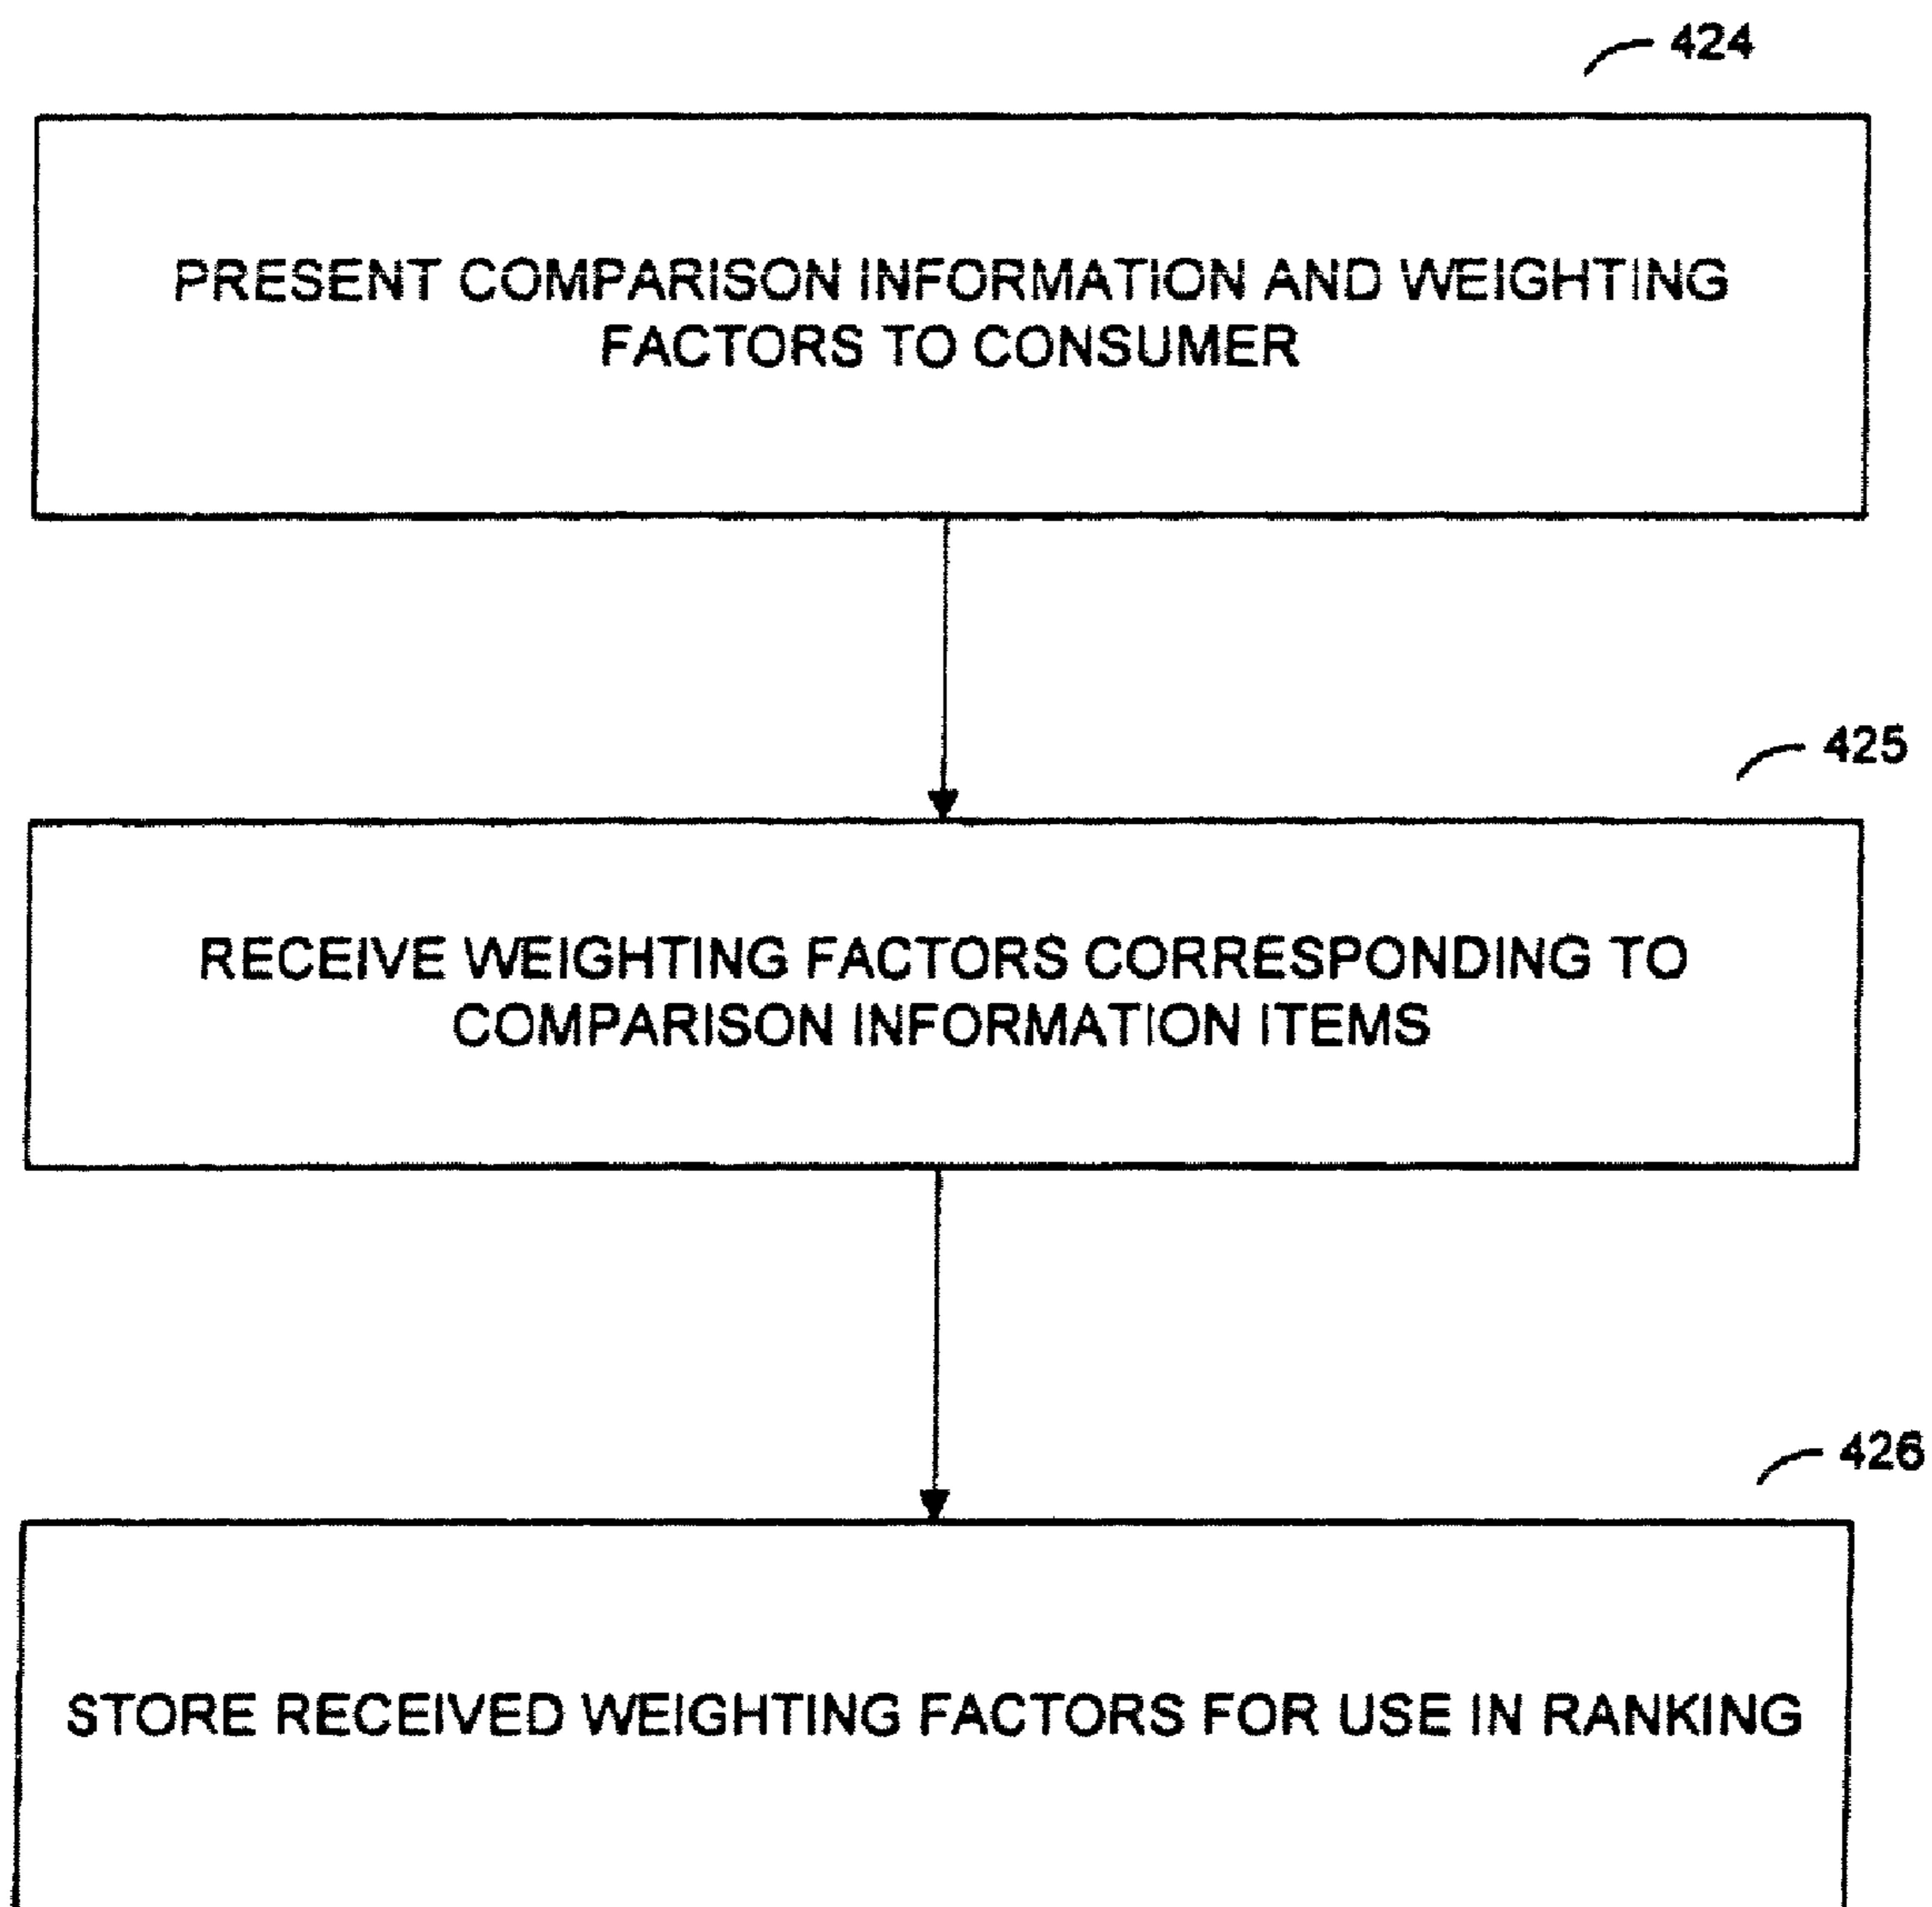 424
PRESENT COMPARISON INFORMATION AND WEIGHTING
FACTORS TO CONSUMER
425
RECEIVE WEIGHTING FACTORS CORRESPONDING TO
COMPARISON INFORMATION ITEMS
426
STORE RECEIVED WEIGHTING FACTORS FOR USE IN RANKING